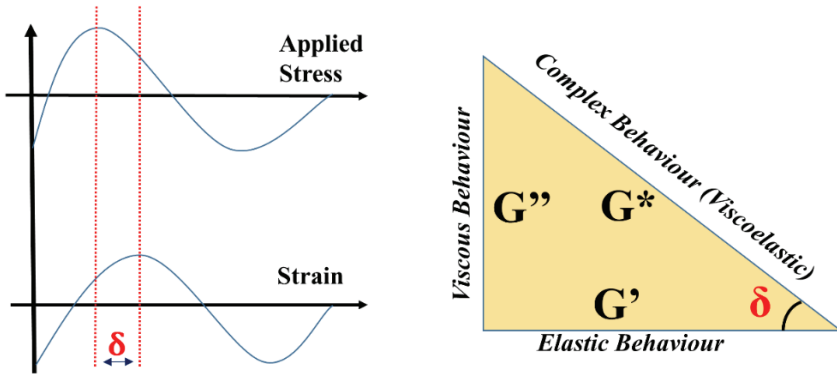 Applied
Stress
Strain
δ
Viscous Behaviour
G”
G*
Complex Behaviour (Viscoelastic)
G’
δ
Elastic Behaviour